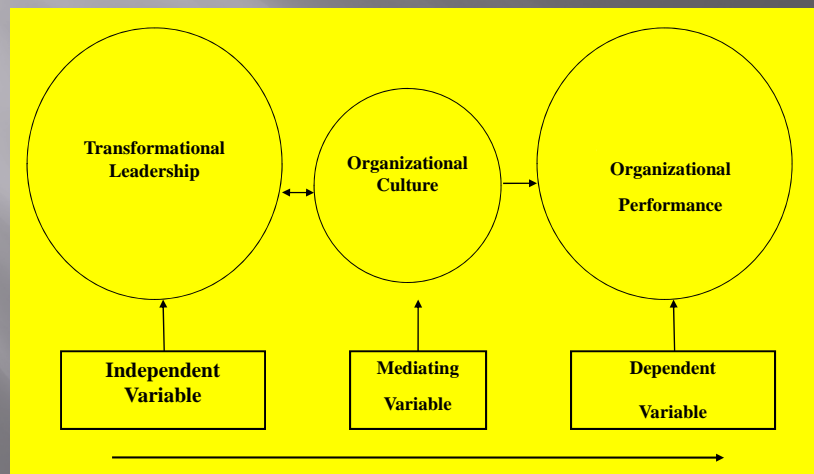 Transformational
Leadership
Organizational
Culture
Organizational
Performance
Independent
Variable
Mediating
Variable
Dependent
Variable